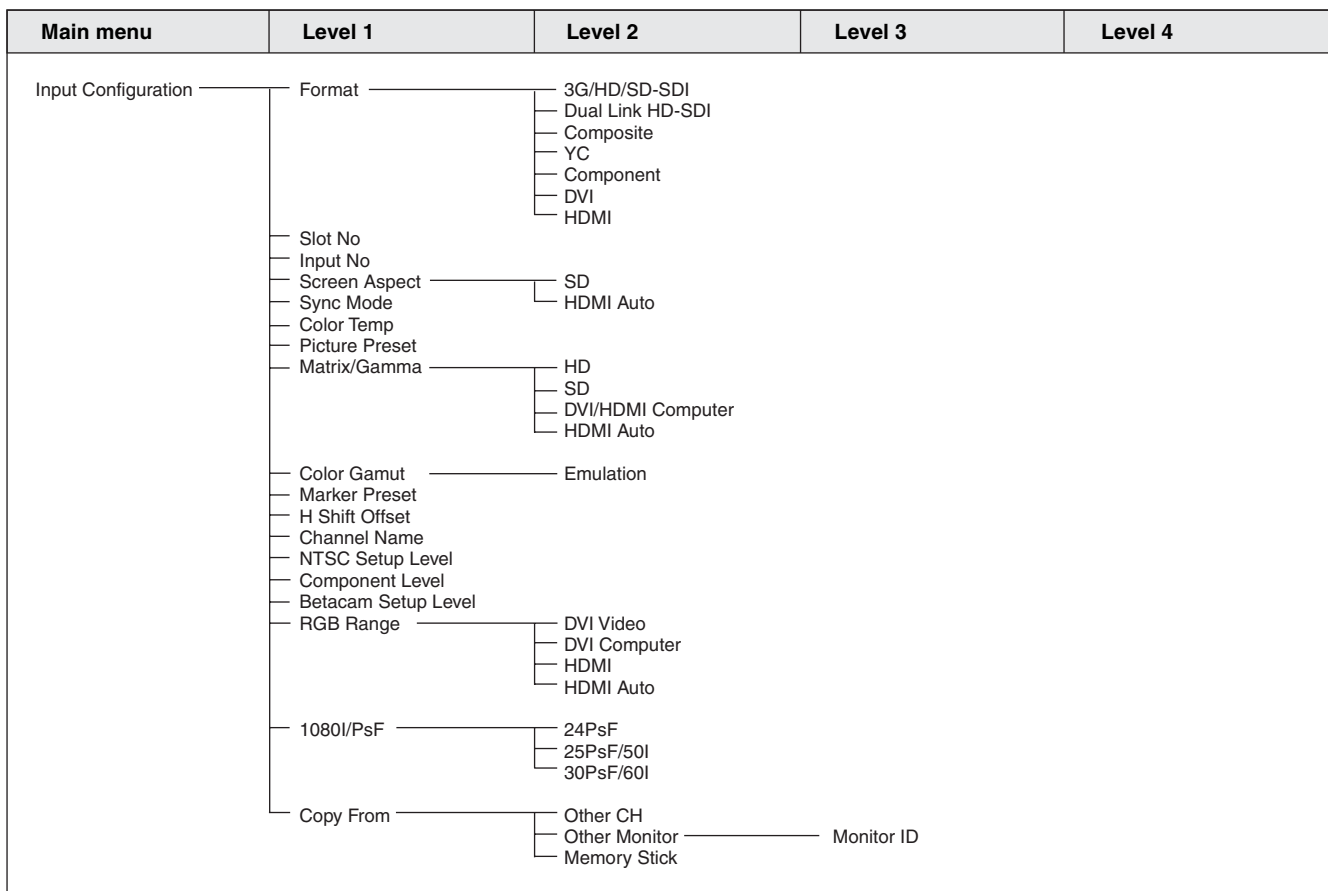 Main menu Level 1 Level 2 Level 3 Level 4
Input Configuration Format 3G/HD/SD-SDI
Dual Link HD-SDI
Composite
YC
Component
DVI
HDMI
Slot No
Input No
Screen Aspect SD
Sync Mode HDMI Auto
Color Temp
Picture Preset
Matrix/Gamma HD
SD
DVI/HDMI Computer
HDMI Auto
Color Gamut Emulation
Marker Preset
H Shift Offset
Channel Name
NTSC Setup Level
Component Level
Betacam Setup Level
RGB Range DVI Video
DVI Computer
HDMI
HDMI Auto
1080I/PsF 24PsF
25PsF/50I
30PsF/60I
Copy From Other CH
Other Monitor Monitor ID
Memory Stick